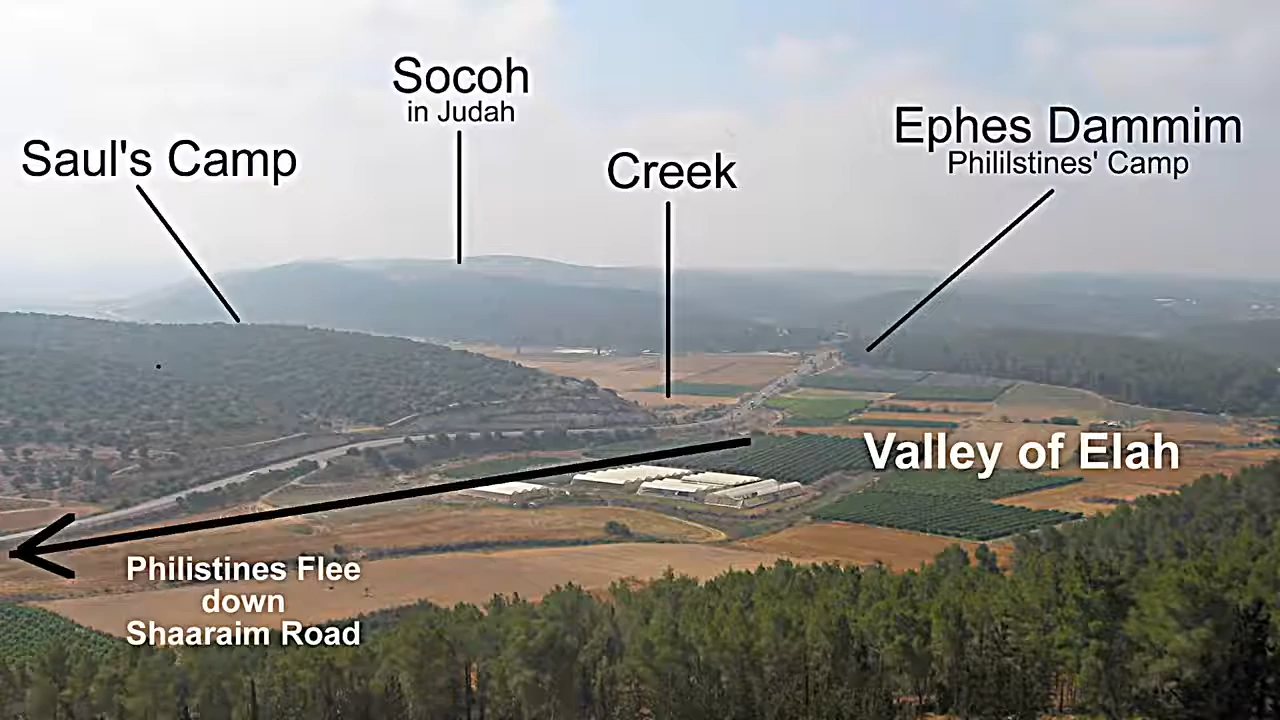 Socoh
in Judah
Saul's Camp
Creek
Ephes Dammim
Phililstines' Camp
Valley of Elah
Philistines Flee
down
Shaaraim Road